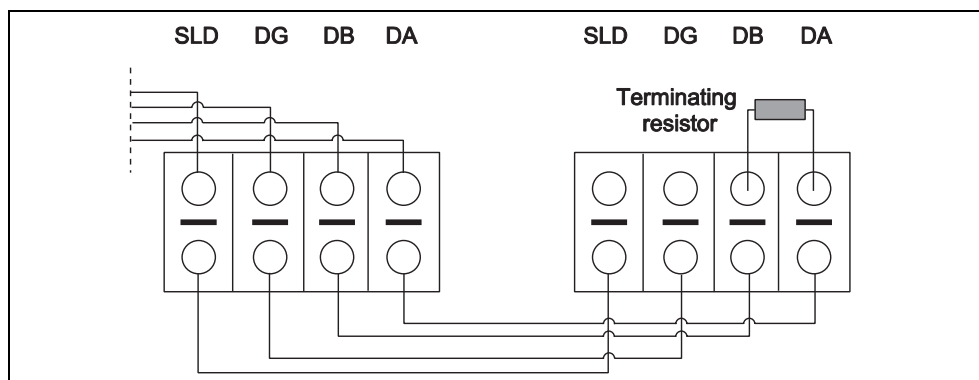 SLD DG DB DA
SLD DG DB DA
Terminating
resistor